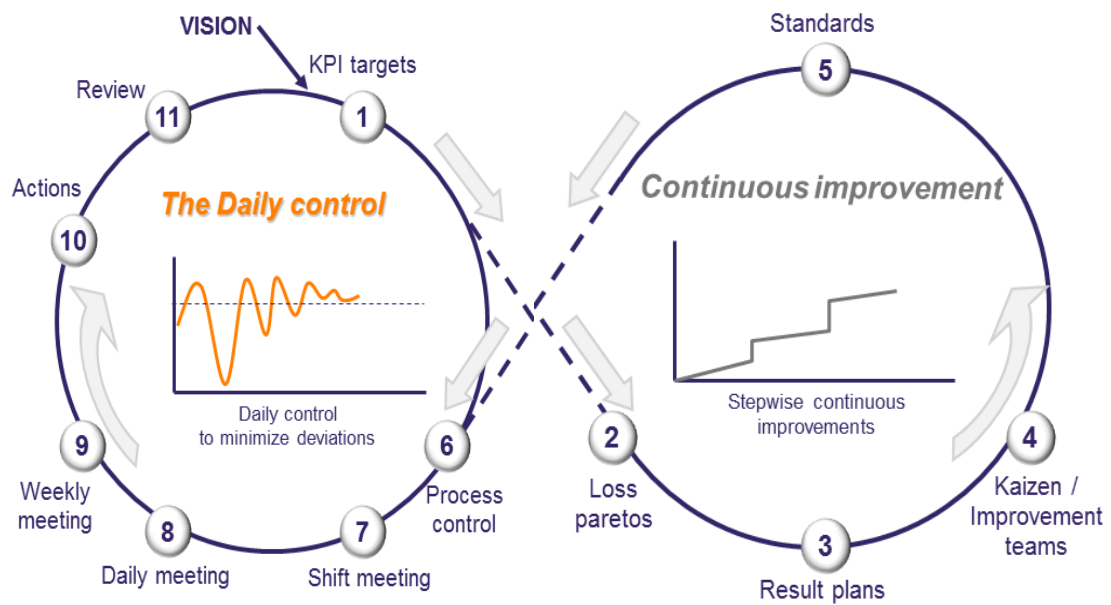 VISION
KPI targets
1
Review
11
Actions
10
The Daily control
Daily control
to minimize deviations
9
Weekly
meeting
8
Daily meeting
7
Shift meeting
6
Process
control
Standards
5
Continuous improvement
Stepwise continuous
improvements
2
Loss
paretos
3
Result plans
4
Kaizen /
Improvement
teams